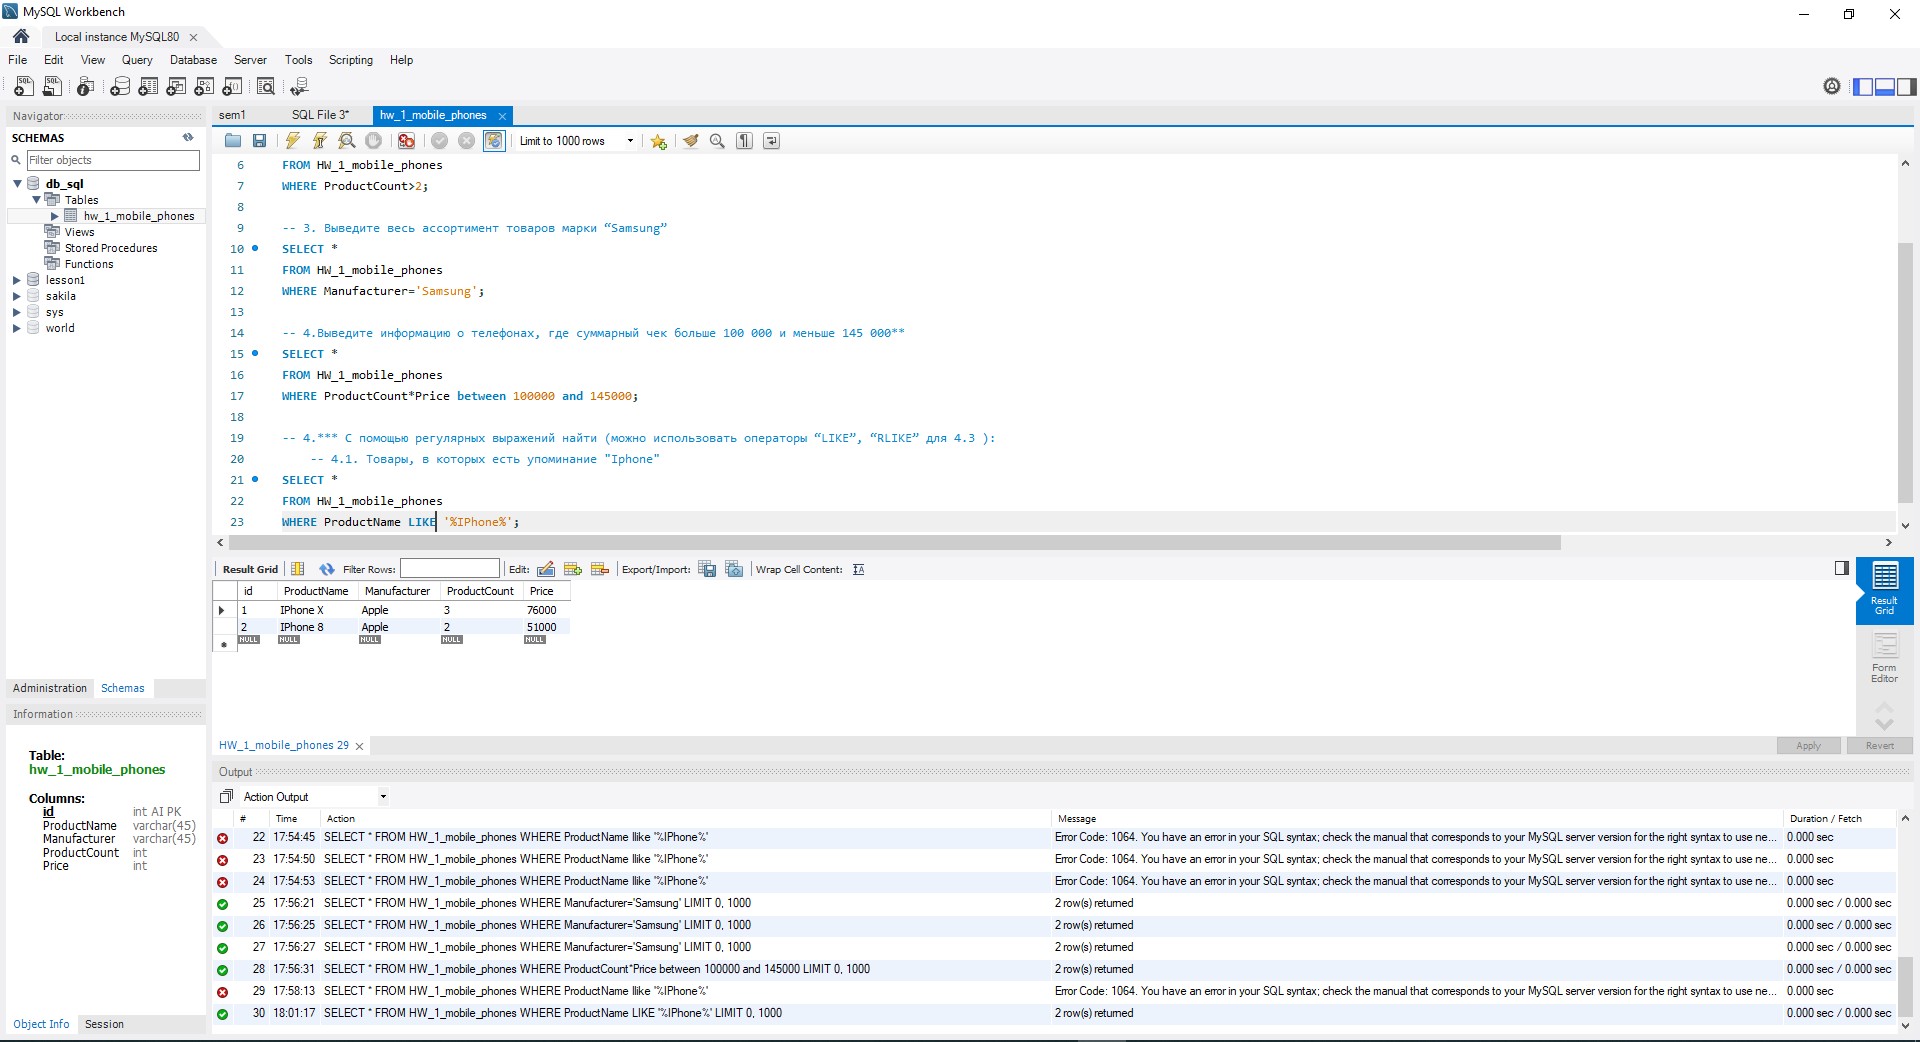 MySQL Workbench
Local instance MySQL80
File Edit View Query Database Server Tools Scripting Help
Navigator
SCHEMAS
Filter objects
db_sql
Tables
hw_1_mobile_phones
Views
Stored Procedures
Functions
lesson1
sakila
sys
world
Administration Schemas
Information
Table:
hw_1_mobile_phones
Columns:
id int AI PK
ProductName varchar(45)
Manufacturer varchar(45)
ProductCount int
Price int
Object Info Session
sem1 SQL File 3* hw_1_mobile_phones
Limit to 1000 rows
6 FROM HW_1_mobile_phones
7 WHERE ProductCount>2;
8
9 -- 3. Выведите весь ассортимент товаров марки “Samsung”
10 SELECT *
11 FROM HW_1_mobile_phones
12 WHERE Manufacturer='Samsung';
13
14 -- 4.Выведите информацию о телефонах, где суммарный чек больше 100 000 и меньше 145 000**
15 SELECT *
16 FROM HW_1_mobile_phones
17 WHERE ProductCount*Price between 100000 and 145000;
18
19 -- 4.*** С помощью регулярных выражений найти (можно использовать операторы “LIKE”, “RLIKE” для 4.3 ):
20 -- 4.1. Товары, в которых есть упоминание "Iphone"
21 SELECT *
22 FROM HW_1_mobile_phones
23 WHERE ProductName LIKE '%IPhone%';
Result Grid Filter Rows: Edit: Export/Import: Wrap Cell Content:
id ProductName Manufacturer ProductCount Price
1 IPhone X Apple 3 76000
2 IPhone 8 Apple 2 51000
NULL NULL NULL NULL NULL
Result
Grid
Form
Editor
HW_1_mobile_phones 29
Apply Revert
Output
Action Output
# Time Action Message Duration / Fetch
22 17:54:45 SELECT * FROM HW_1_mobile_phones WHERE ProductName Ilike '%IPhone%' Error Code: 1064. You have an error in your SQL syntax; check the manual that corresponds to your MySQL server version for the right syntax to use ne... 0.000 sec
23 17:54:50 SELECT * FROM HW_1_mobile_phones WHERE ProductName Ilike '%IPhone%' Error Code: 1064. You have an error in your SQL syntax; check the manual that corresponds to your MySQL server version for the right syntax to use ne... 0.000 sec
24 17:54:53 SELECT * FROM HW_1_mobile_phones WHERE ProductName Ilike '%IPhone%' Error Code: 1064. You have an error in your SQL syntax; check the manual that corresponds to your MySQL server version for the right syntax to use ne... 0.000 sec
25 17:56:21 SELECT * FROM HW_1_mobile_phones WHERE Manufacturer='Samsung' LIMIT 0, 1000 2 row(s) returned 0.000 sec / 0.000 sec
26 17:56:25 SELECT * FROM HW_1_mobile_phones WHERE Manufacturer='Samsung' LIMIT 0, 1000 2 row(s) returned 0.000 sec / 0.000 sec
27 17:56:27 SELECT * FROM HW_1_mobile_phones WHERE Manufacturer='Samsung' LIMIT 0, 1000 2 row(s) returned 0.000 sec / 0.000 sec
28 17:56:31 SELECT * FROM HW_1_mobile_phones WHERE ProductCount*Price between 100000 and 145000 LIMIT 0, 1000 2 row(s) returned 0.000 sec / 0.000 sec
29 17:58:13 SELECT * FROM HW_1_mobile_phones WHERE ProductName Ilike '%IPhone%' Error Code: 1064. You have an error in your SQL syntax; check the manual that corresponds to your MySQL server version for the right syntax to use ne... 0.000 sec
30 18:01:17 SELECT * FROM HW_1_mobile_phones WHERE ProductName LIKE '%IPhone%' LIMIT 0, 1000 2 row(s) returned 0.000 sec / 0.000 sec